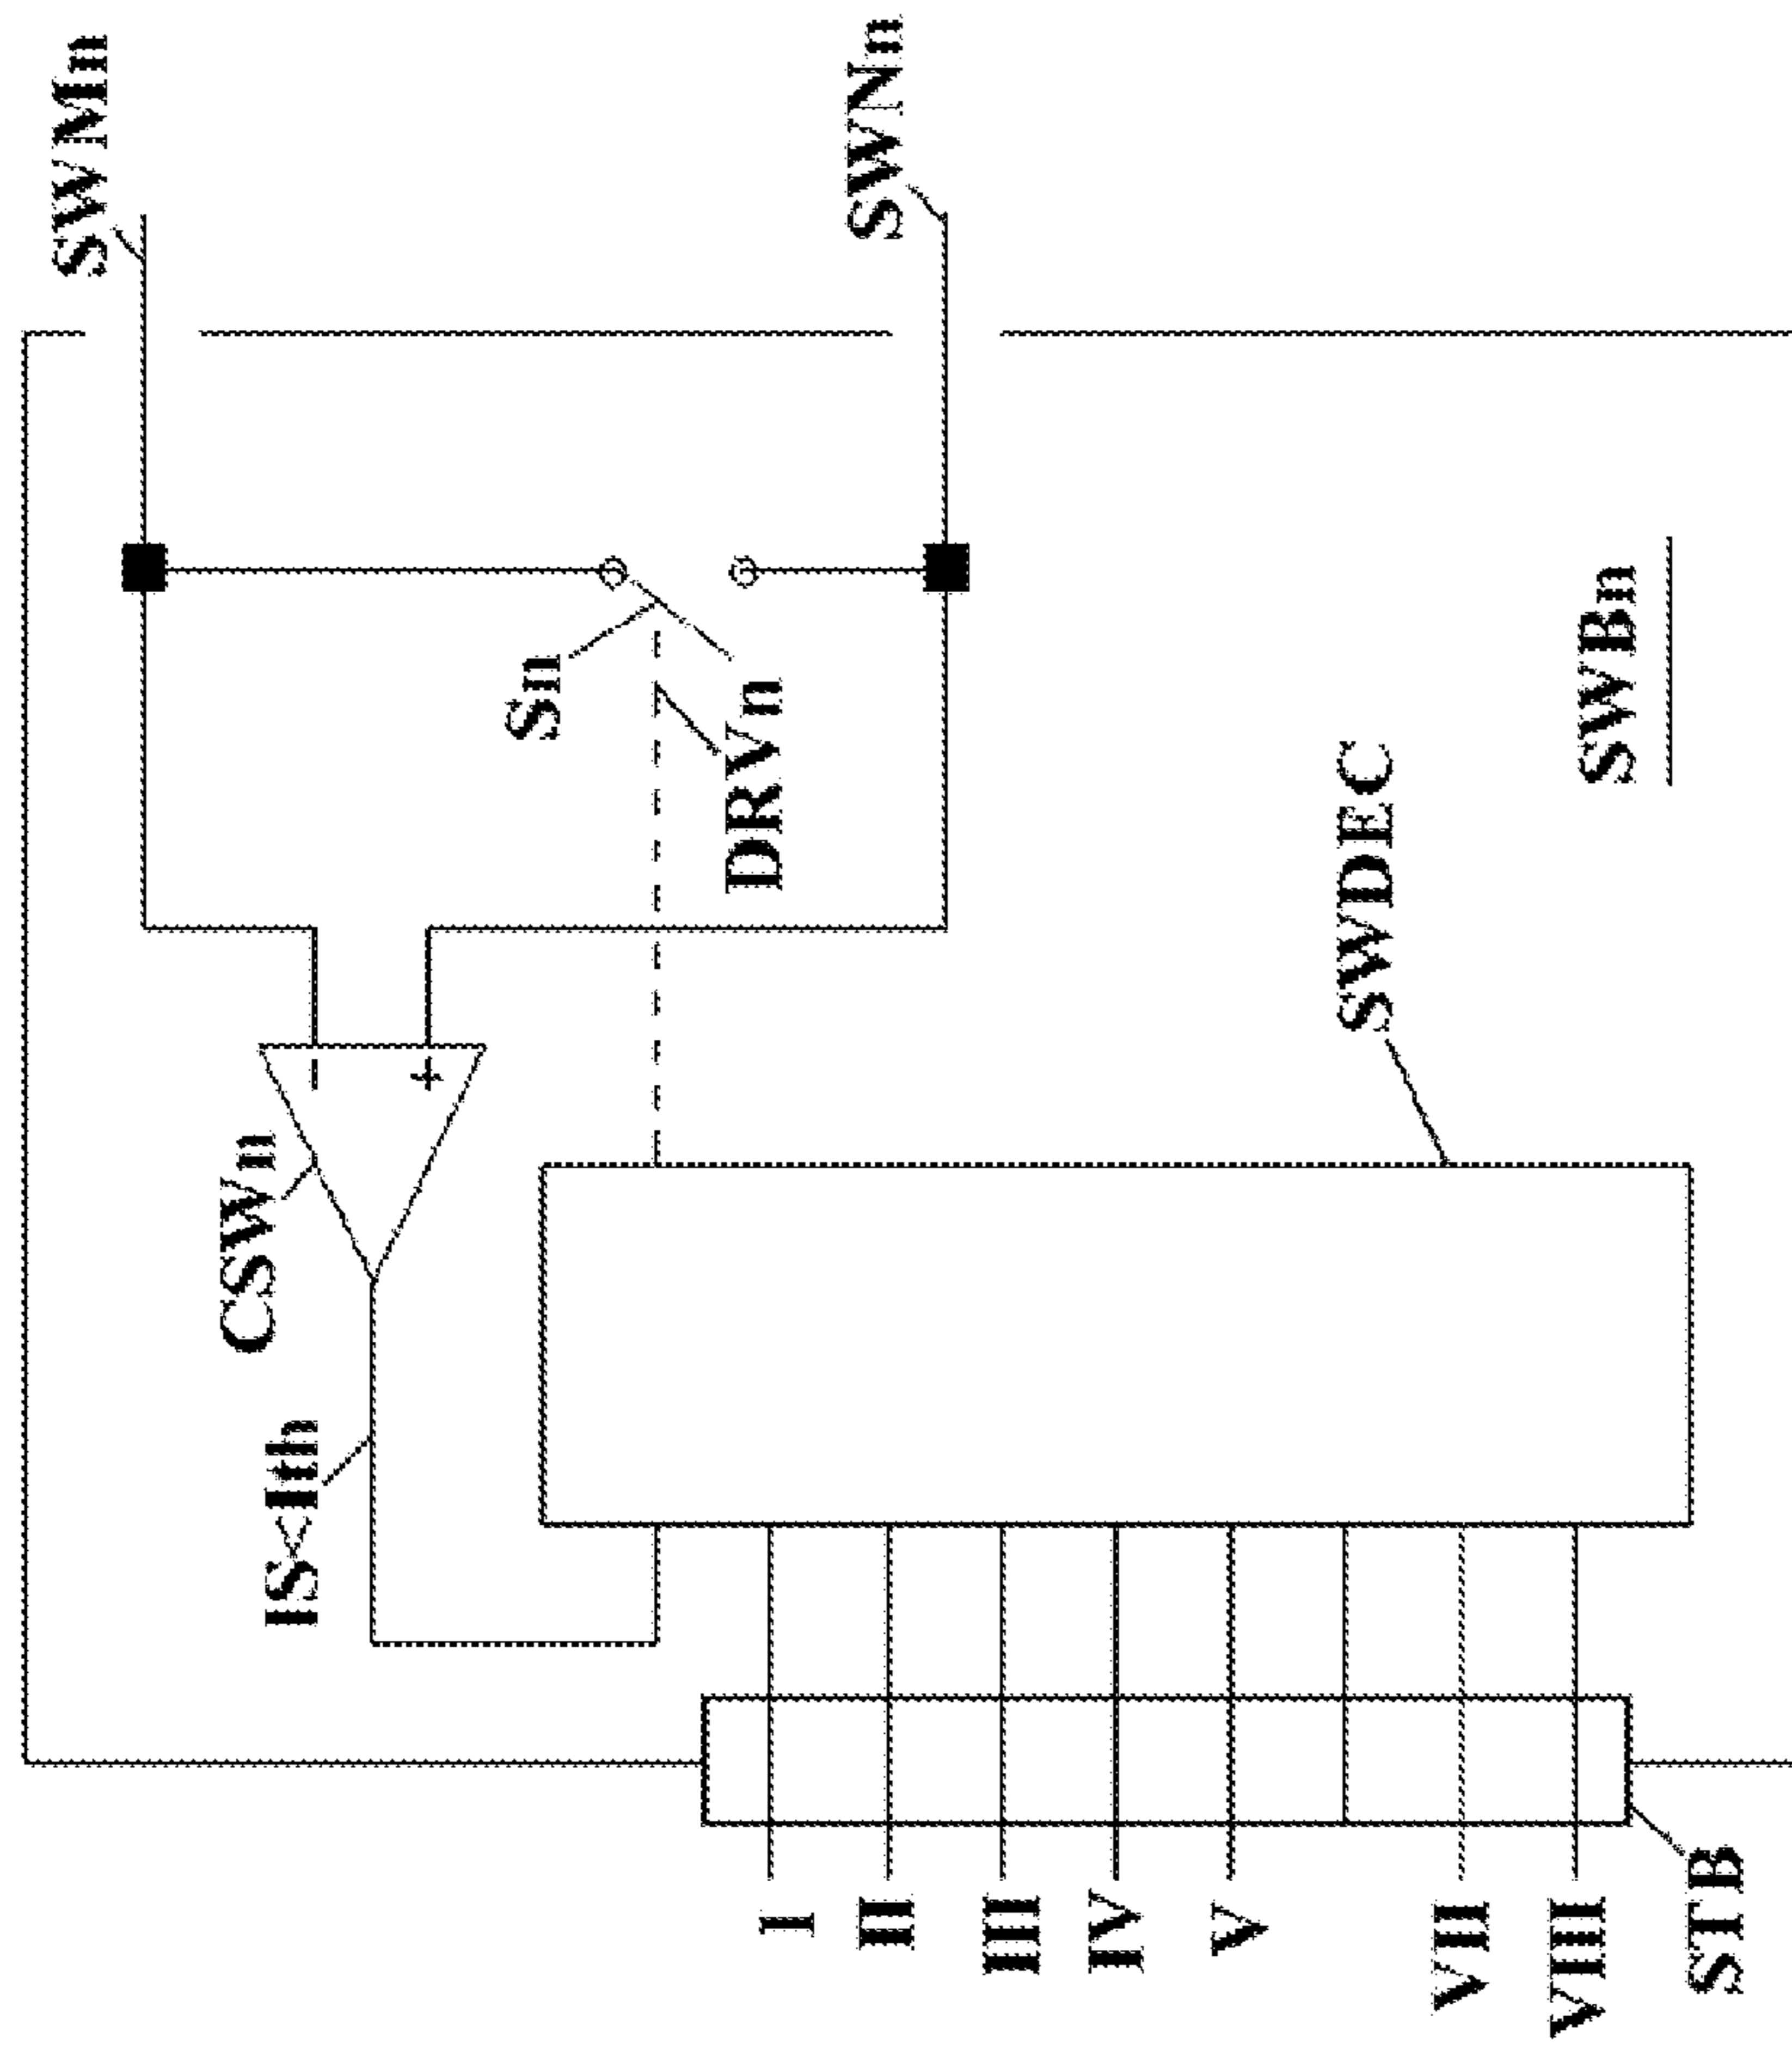 SWMn
SWNn
Sn
DRVn
CSWn
IS<Ith
SWDEC
SWBn
I
II
III
IV
V
VII
VIII
STB